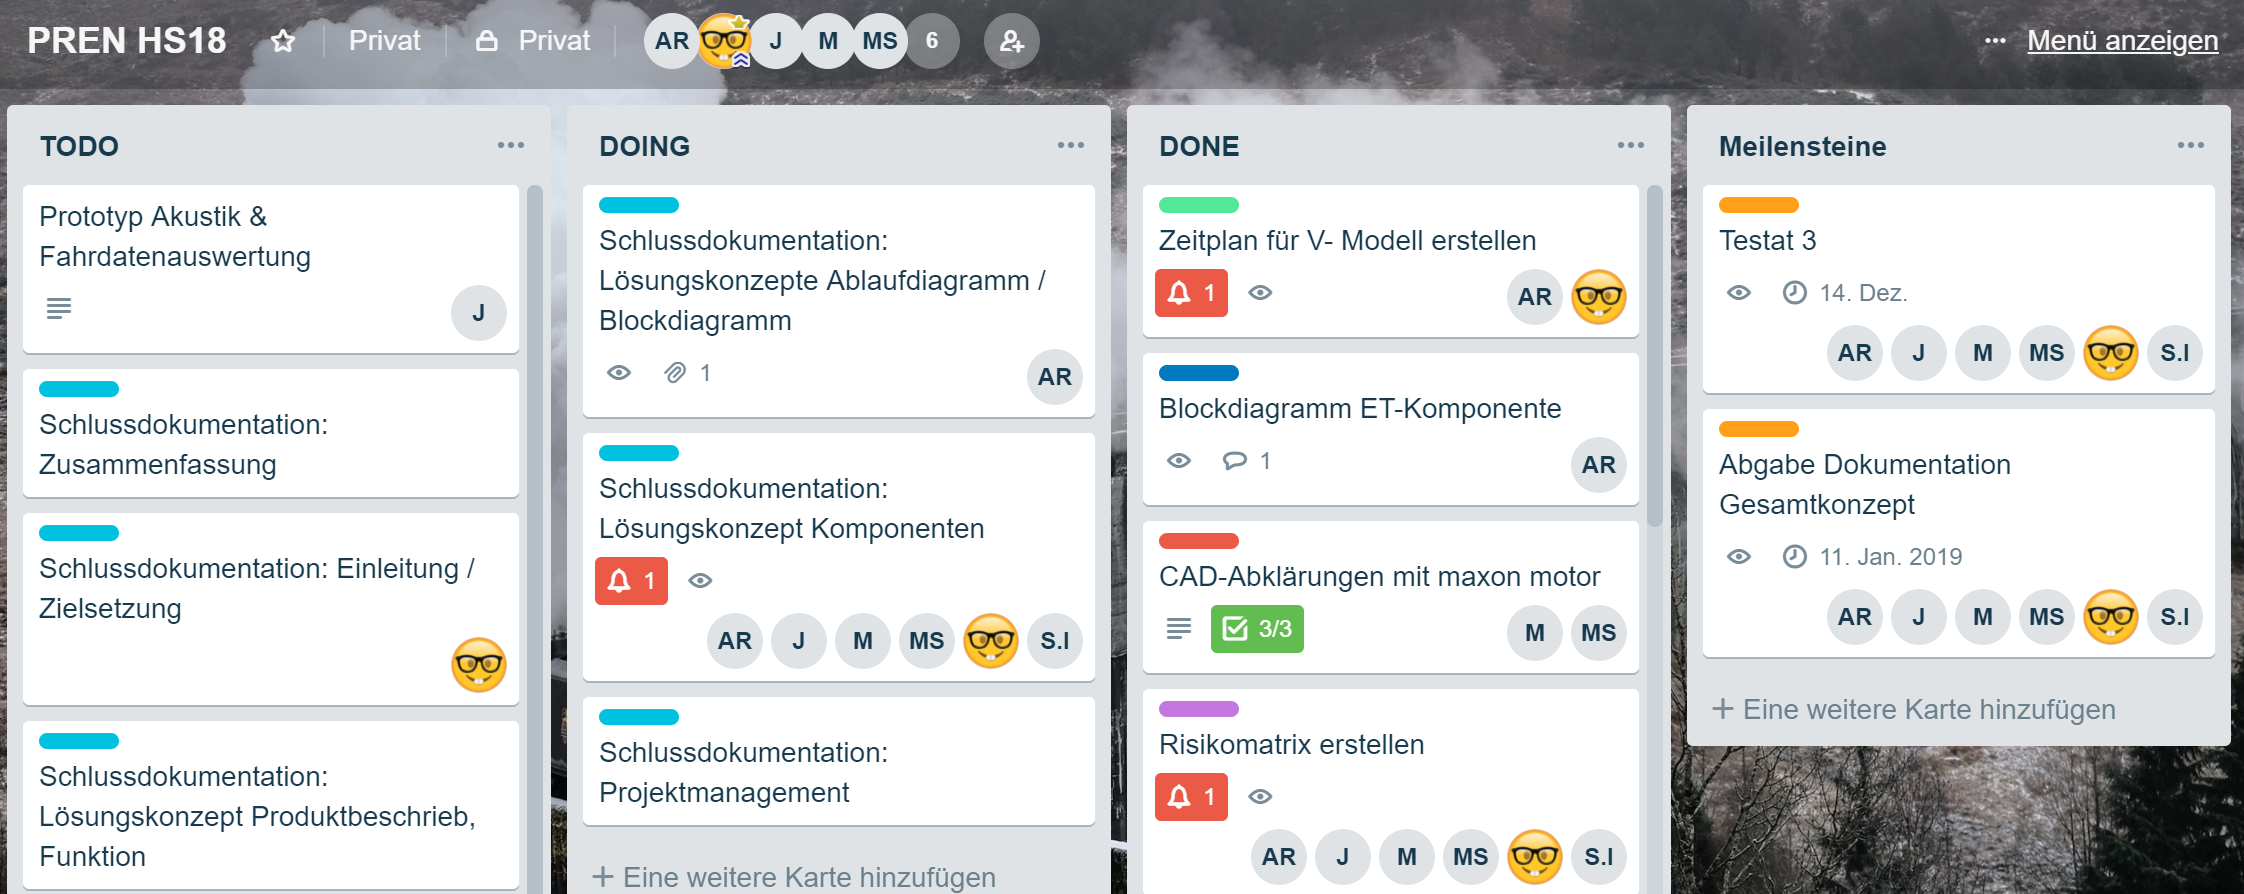 PREN HS18 Privat Privat AR J M MS 6 Menü anzeigen
TODO
Prototyp Akustik &
Fahrdatenauswertung
J
Schlussdokumentation:
Zusammenfassung
Schlussdokumentation: Einleitung /
Zielsetzung
Schlussdokumentation:
Lösungskonzept Produktbeschrieb,
Funktion
DOING
Schlussdokumentation:
Lösungskonzepte Ablaufdiagramm /
Blockdiagramm
1 AR
Schlussdokumentation:
Lösungskonzept Komponenten
1
AR J M MS S.I
Schlussdokumentation:
Projektmanagement
+ Eine weitere Karte hinzufügen
DONE
Zeitplan für V- Modell erstellen
1 AR
Blockdiagramm ET-Komponente
1 AR
CAD-Abklärungen mit maxon motor
3/3 M MS
Risikomatrix erstellen
1
AR J M MS S.I
Meilensteine
Testat 3
14. Dez.
AR J M MS S.I
Abgabe Dokumentation
Gesamtkonzept
11. Jan. 2019
AR J M MS S.I
+ Eine weitere Karte hinzufügen